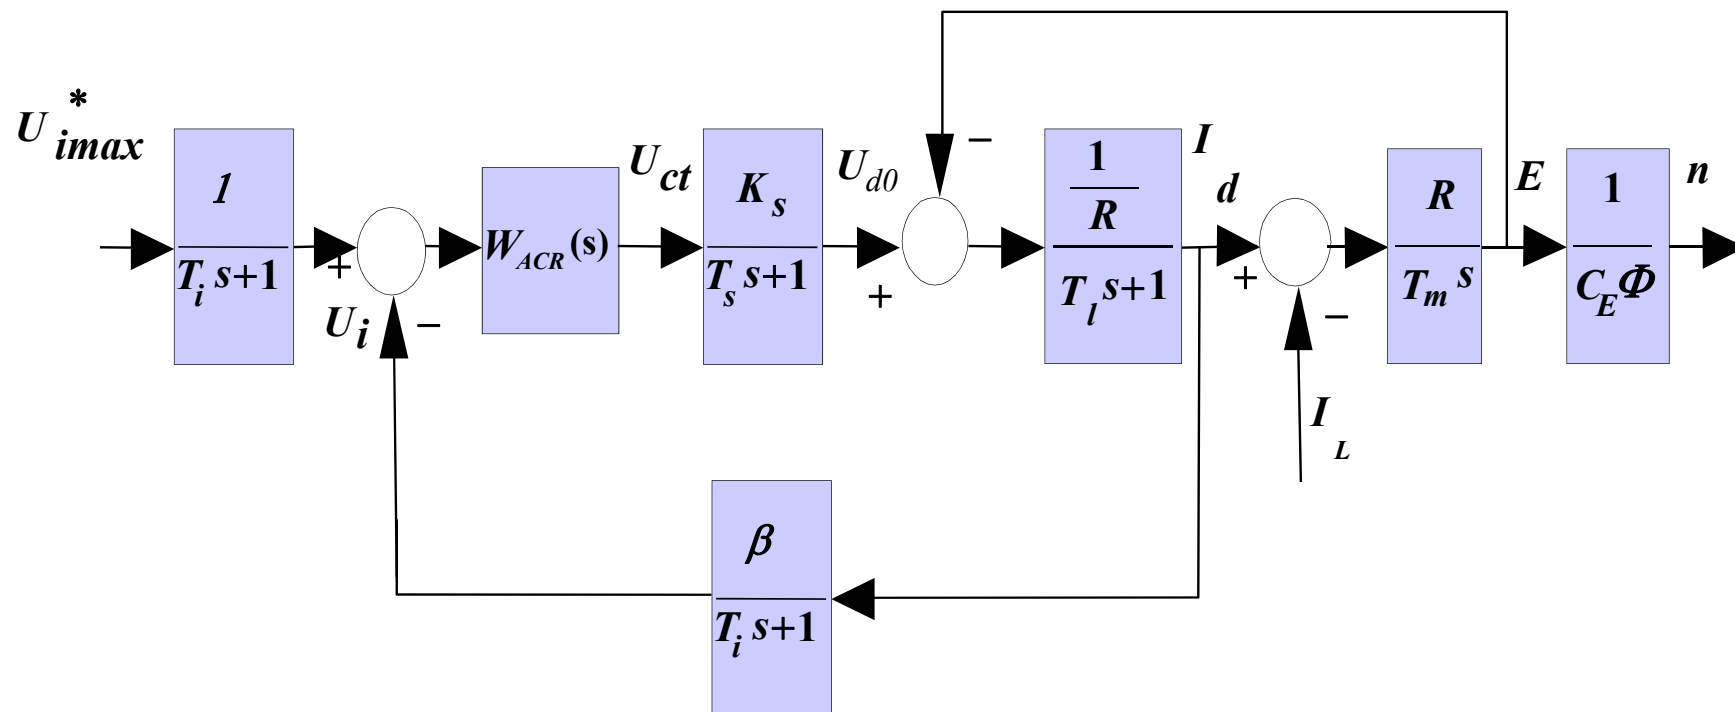 U*imax
1
Ti s+1
+
Ui
−
WACR(s)
Uct
Ks
Ts s+1
Ud0
+
−
1
R
Tl s+1
Id
+
−
IL
R
Tm s
E
1
CEΦ
n
β
Ti s+1